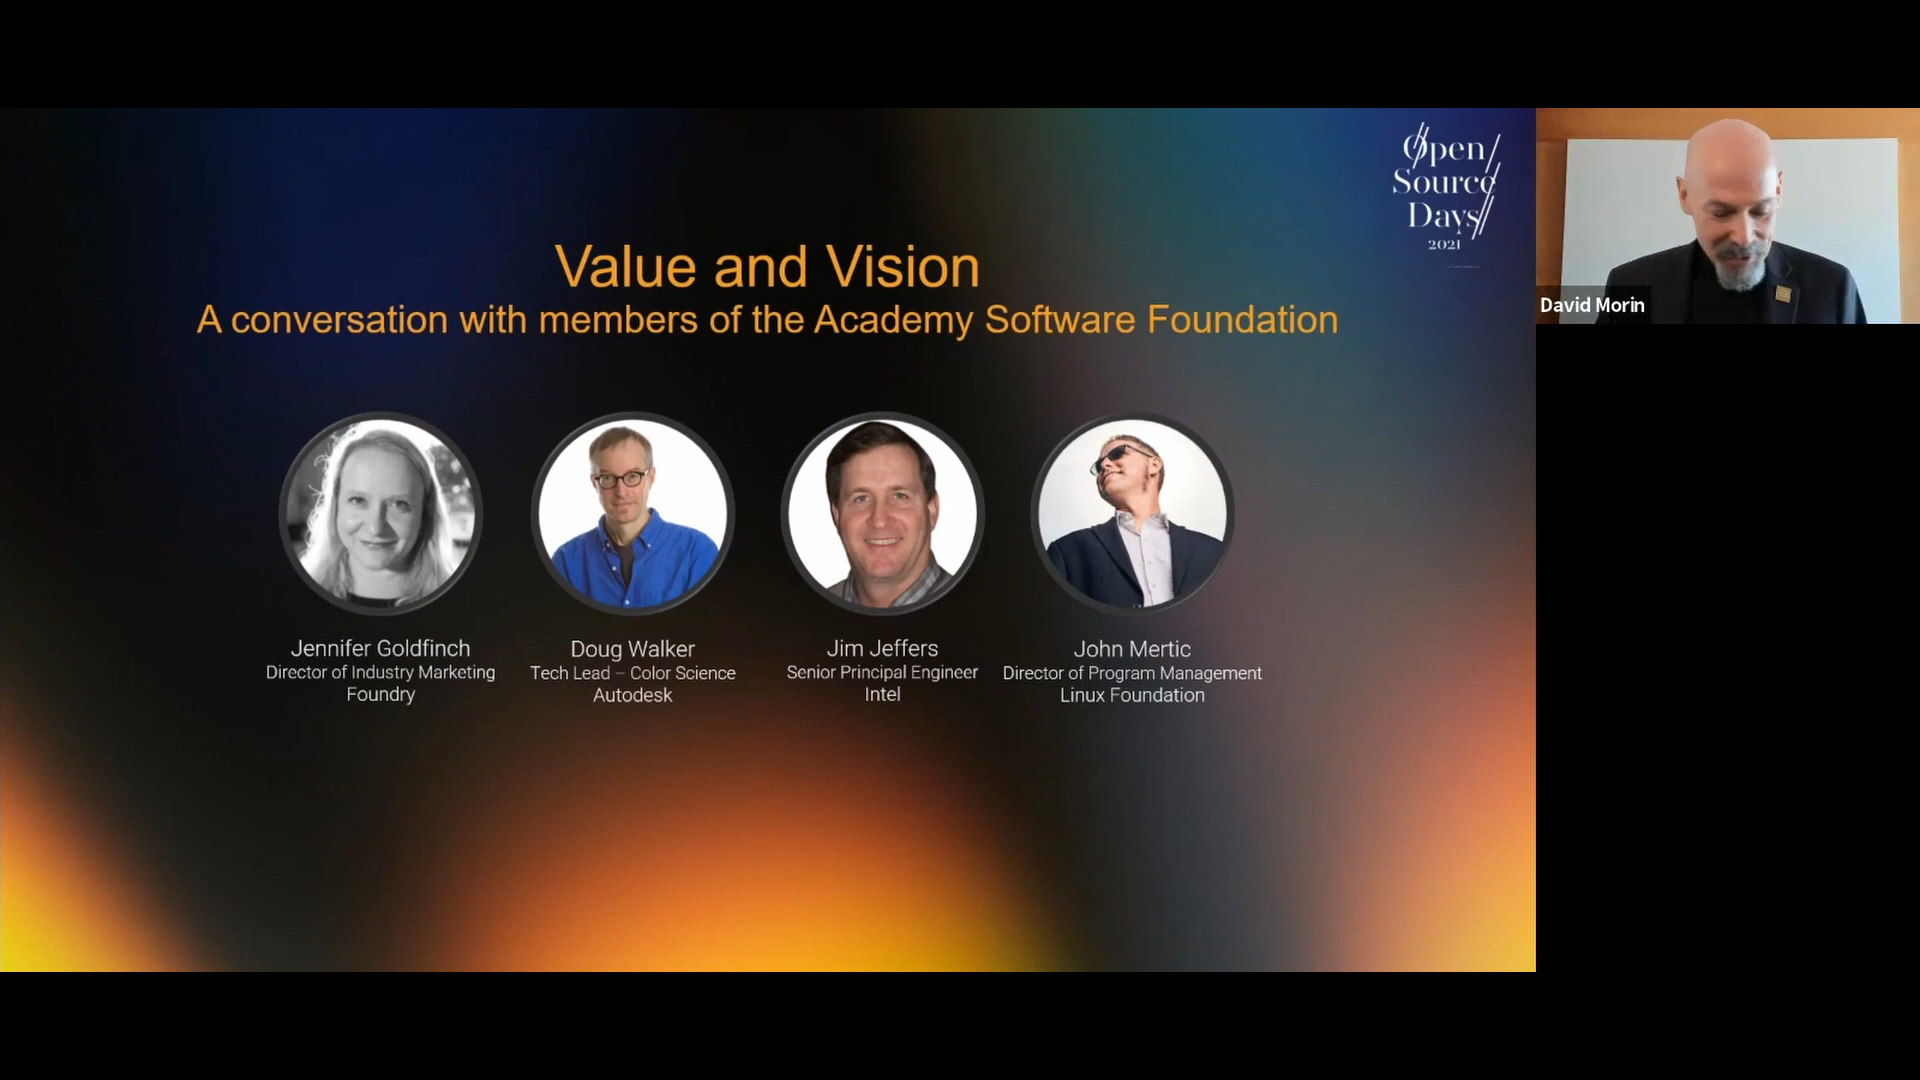 Open
Source
Days
2021
Value and Vision
A conversation with members of the Academy Software Foundation
David Morin
Jennifer Goldfinch
Director of Industry Marketing
Foundry
Doug Walker
Tech Lead – Color Science
Autodesk
Jim Jeffers
Senior Principal Engineer
Intel
John Mertic
Director of Program Management
Linux Foundation